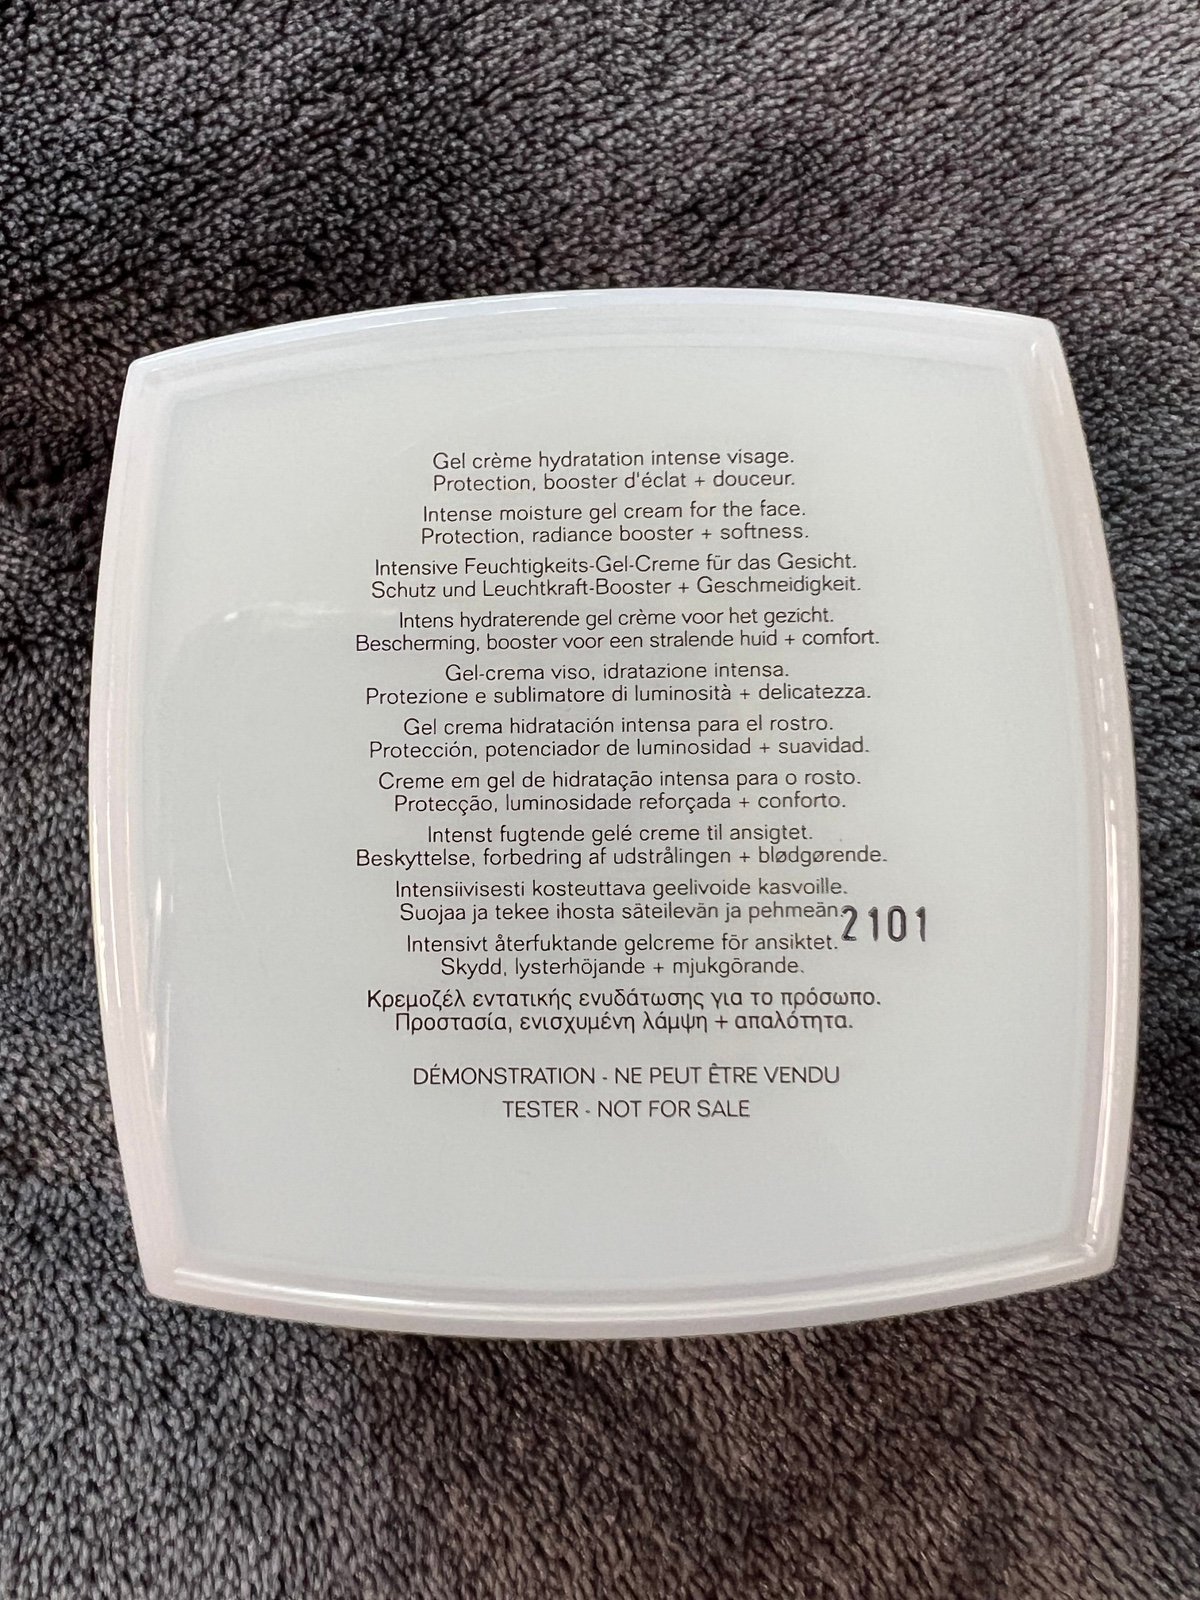 Gel crème hydratation intense visage.
Protection, booster d'éclat + douceur.
Intense moisture gel cream for the face.
Protection, radiance booster + softness.
Intensive Feuchtigkeits-Gel-Creme für das Gesicht.
Schutz und Leuchtkraft-Booster + Geschmeidigkeit.
Intens hydraterende gel crème voor het gezicht.
Bescherming, booster voor een stralende huid + comfort.
Gel-crema viso, idratazione intensa.
Protezione e sublimatore di luminosità + delicatezza.
Gel crema hidratación intensa para el rostro.
Protección, potenciador de luminosidad + suavidad.
Creme em gel de hidratação intensa para o rosto.
Protecção, luminosidade reforçada + conforto.
Intenst fugtende gelé creme til ansigtet.
Beskyttelse, forbedring af udstrålingen + blødgørende.
Intensiivisesti kosteuttava geelivoide kasvoille.
Suojaa ja tekee ihosta säteilevän ja pehmeän.
2101
Intensivt återfuktande gelcreme för ansiktet.
Skydd, lysterhöjande + mjukgörande.
Κρεμοζέλ εντατικής ενυδάτωσης για το πρόσωπο.
Προστασία, ενισχυμένη λάμψη + απαλότητα.
DÉMONSTRATION - NE PEUT ÊTRE VENDU
TESTER - NOT FOR SALE